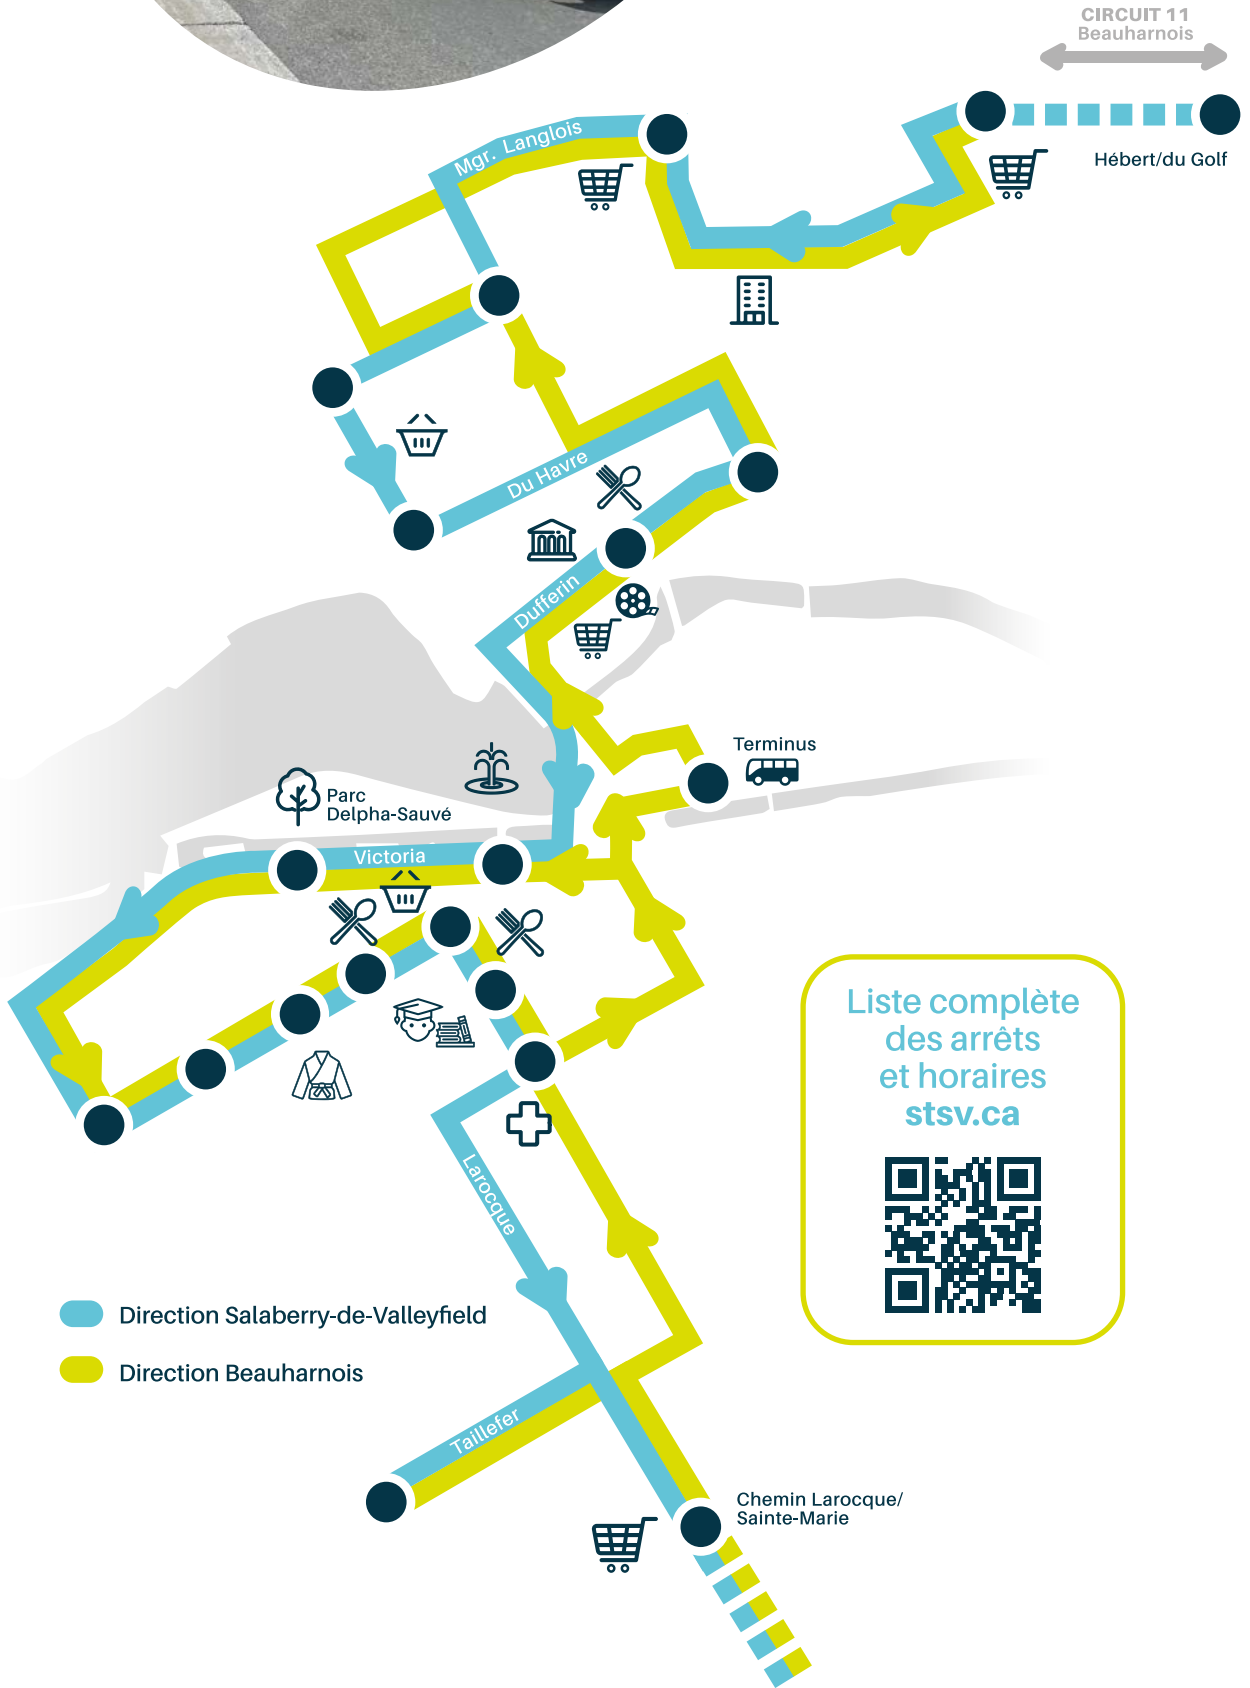 CIRCUIT 11
Beauharnois
Hébert/du Golf
Mgr. Langlois
Du Havre
Dufferin
Terminus
Parc
Delpha-Sauvé
Victoria
Liste complète
des arrêts
et horaires
stsv.ca
Larocque
Direction Salaberry-de-Valleyfield
Direction Beauharnois
Taillefer
Chemin Larocque/
Sainte-Marie